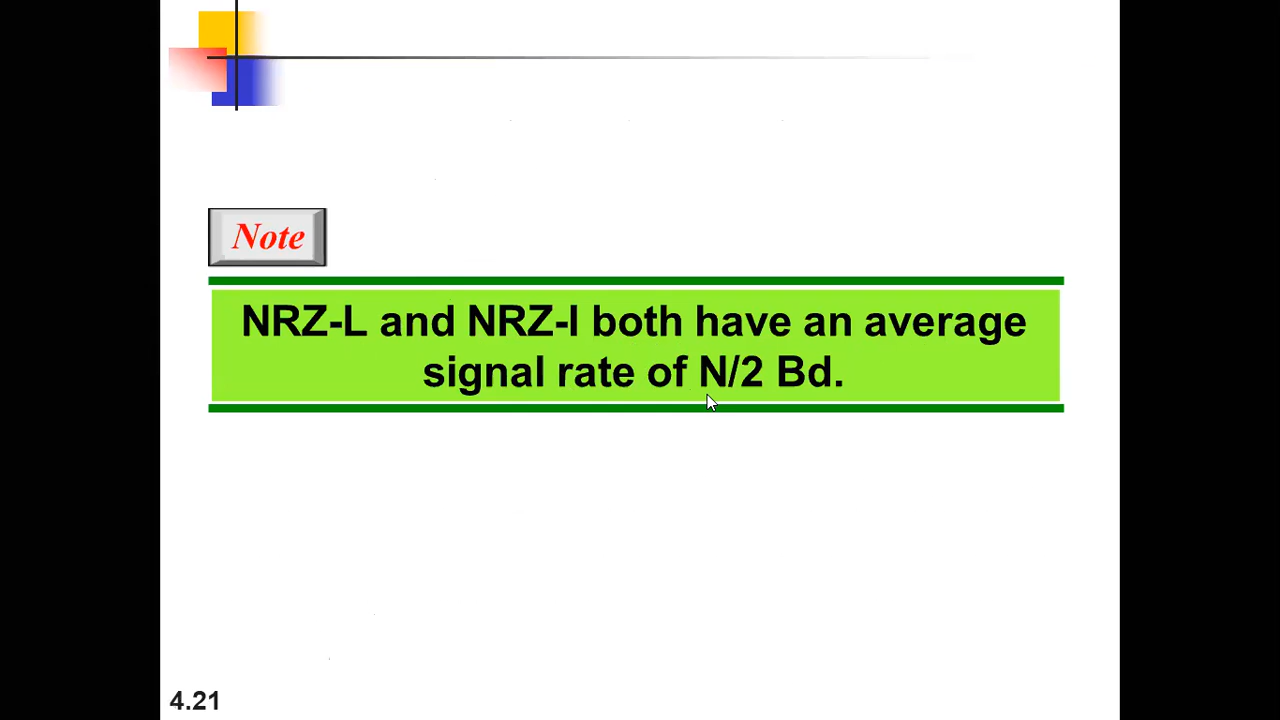 Note
NRZ-L and NRZ-I both have an average
signal rate of N/2 Bd.
4.21